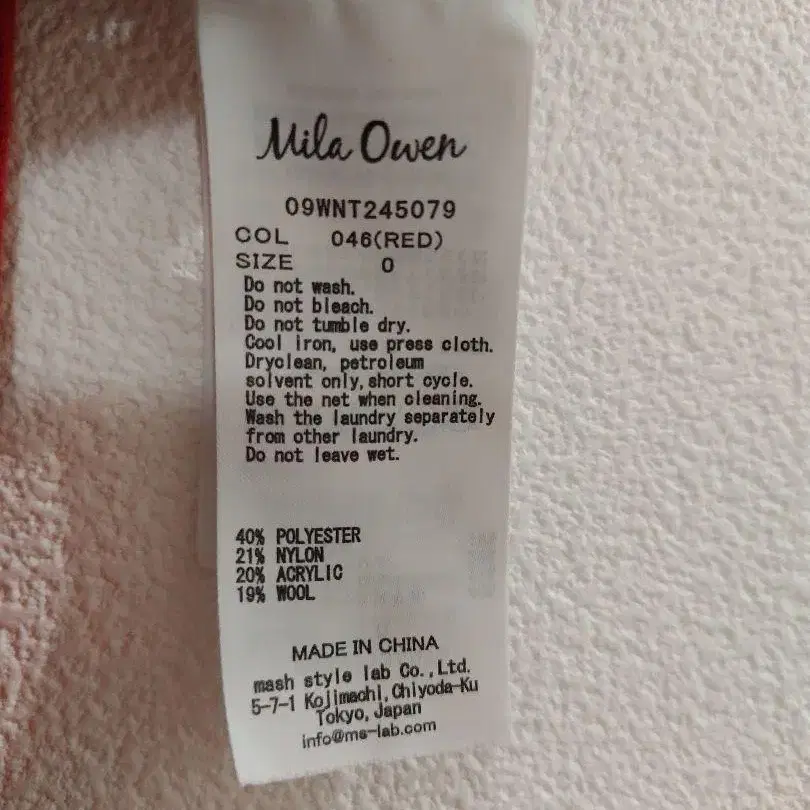 Mila Owen
09WNT245079
COL 046(RED)
SIZE 0
Do not wash.
Do not bleach.
Do not tumble dry.
Cool iron, use press cloth.
Dryclean, petroleum
solvent only, short cycle.
Use the net when cleaning.
Wash the laundry separately
from other laundry.
Do not leave wet.
40% POLYESTER
21% NYLON
20% ACRYLIC
19% WOOL
MADE IN CHINA
mash style lab Co.,Ltd.
5-7-1 Kojimachi,Chiyoda-Ku
Tokyo,Japan
info@ms-lab.com